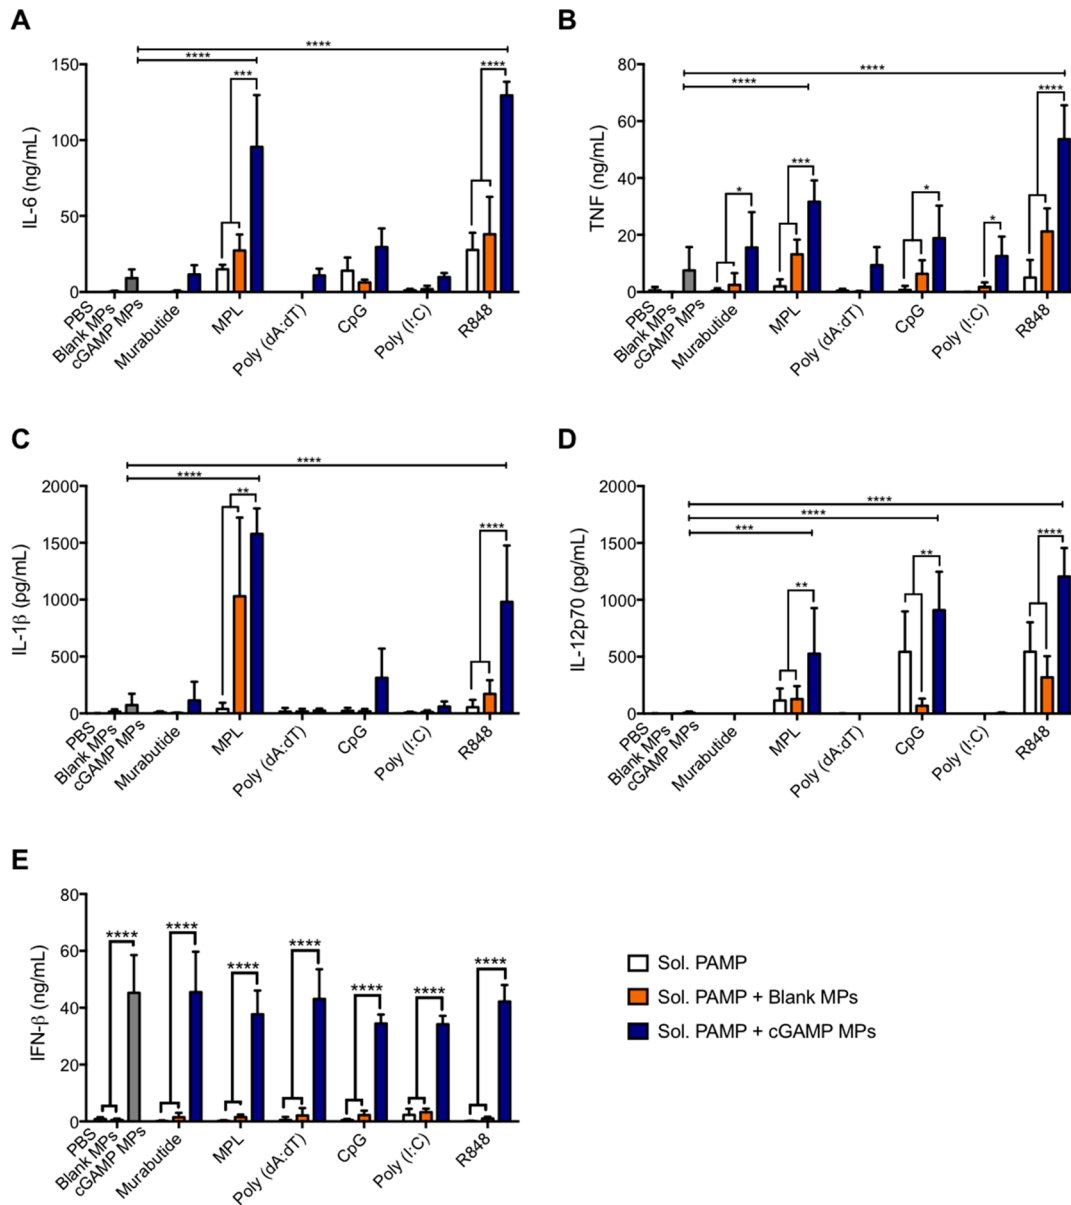 A
****
****
***
****
150
100
50
0
IL-6 (ng/mL)
PBS
Blank MPs
cGAMP MPs
Murabutide
MPL
Poly (dA:dT)
CpG
Poly (I:C)
R848
B
****
****
****
***
*
*
*
80
60
40
20
0
TNF (ng/mL)
PBS
Blank MPs
cGAMP MPs
Murabutide
MPL
Poly (dA:dT)
CpG
Poly (I:C)
R848
C
****
****
**
****
2000
1500
1000
500
0
IL-1β (pg/mL)
PBS
Blank MPs
cGAMP MPs
Murabutide
MPL
Poly (dA:dT)
CpG
Poly (I:C)
R848
D
****
****
***
****
**
**
2000
1500
1000
500
0
IL-12p70 (pg/mL)
PBS
Blank MPs
cGAMP MPs
Murabutide
MPL
Poly (dA:dT)
CpG
Poly (I:C)
R848
E
****
****
****
****
****
****
****
80
60
40
20
0
IFN-β (ng/mL)
PBS
Blank MPs
cGAMP MPs
Murabutide
MPL
Poly (dA:dT)
CpG
Poly (I:C)
R848
Sol. PAMP
Sol. PAMP + Blank MPs
Sol. PAMP + cGAMP MPs